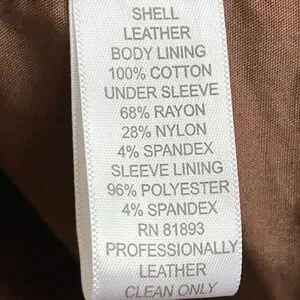 SHELL
LEATHER
BODY LINING
100% COTTON
UNDER SLEEVE
68% RAYON
28% NYLON
4% SPANDEX
SLEEVE LINING
96% POLYESTER
4% SPANDEX
RN 81893
PROFESSIONALLY
LEATHER
CLEAN ONLY